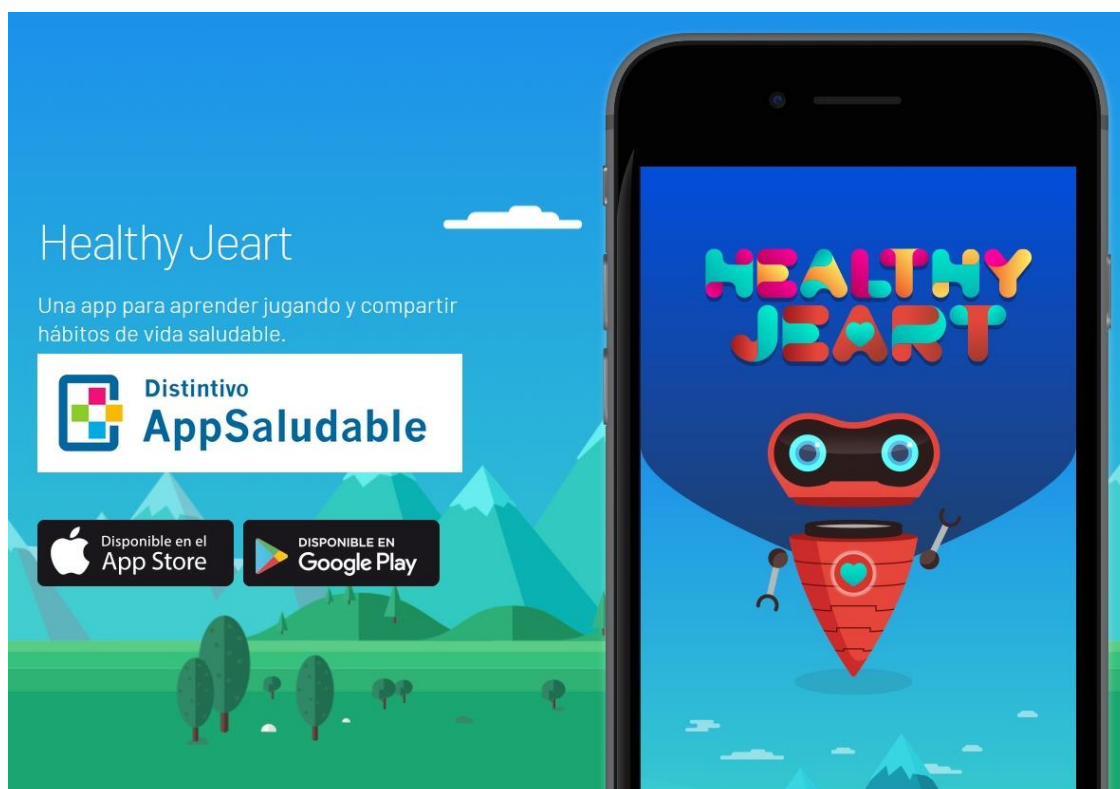 Healthy Jeart
Una app para aprender jugando y compartir
hábitos de vida saludable.
Distintivo
AppSaludable
Disponible en el
App Store
DISPONIBLE EN
Google Play
HEALTHY
JEART